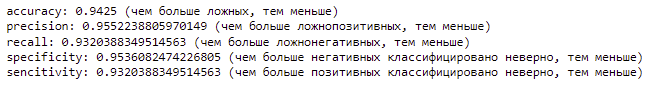 accuracy: 0.9425 (чем больше ложных, тем меньше)
precision: 0.9552238805970149 (чем больше ложнопозитивных, тем меньше)
recall: 0.9320388349514563 (чем больше ложнонегативных, тем меньше)
specificity: 0.9536082474226805 (чем больше негативных классифицировано неверно, тем меньше)
sencitivity: 0.9320388349514563 (чем больше позитивных классифицировано неверно, тем меньше)